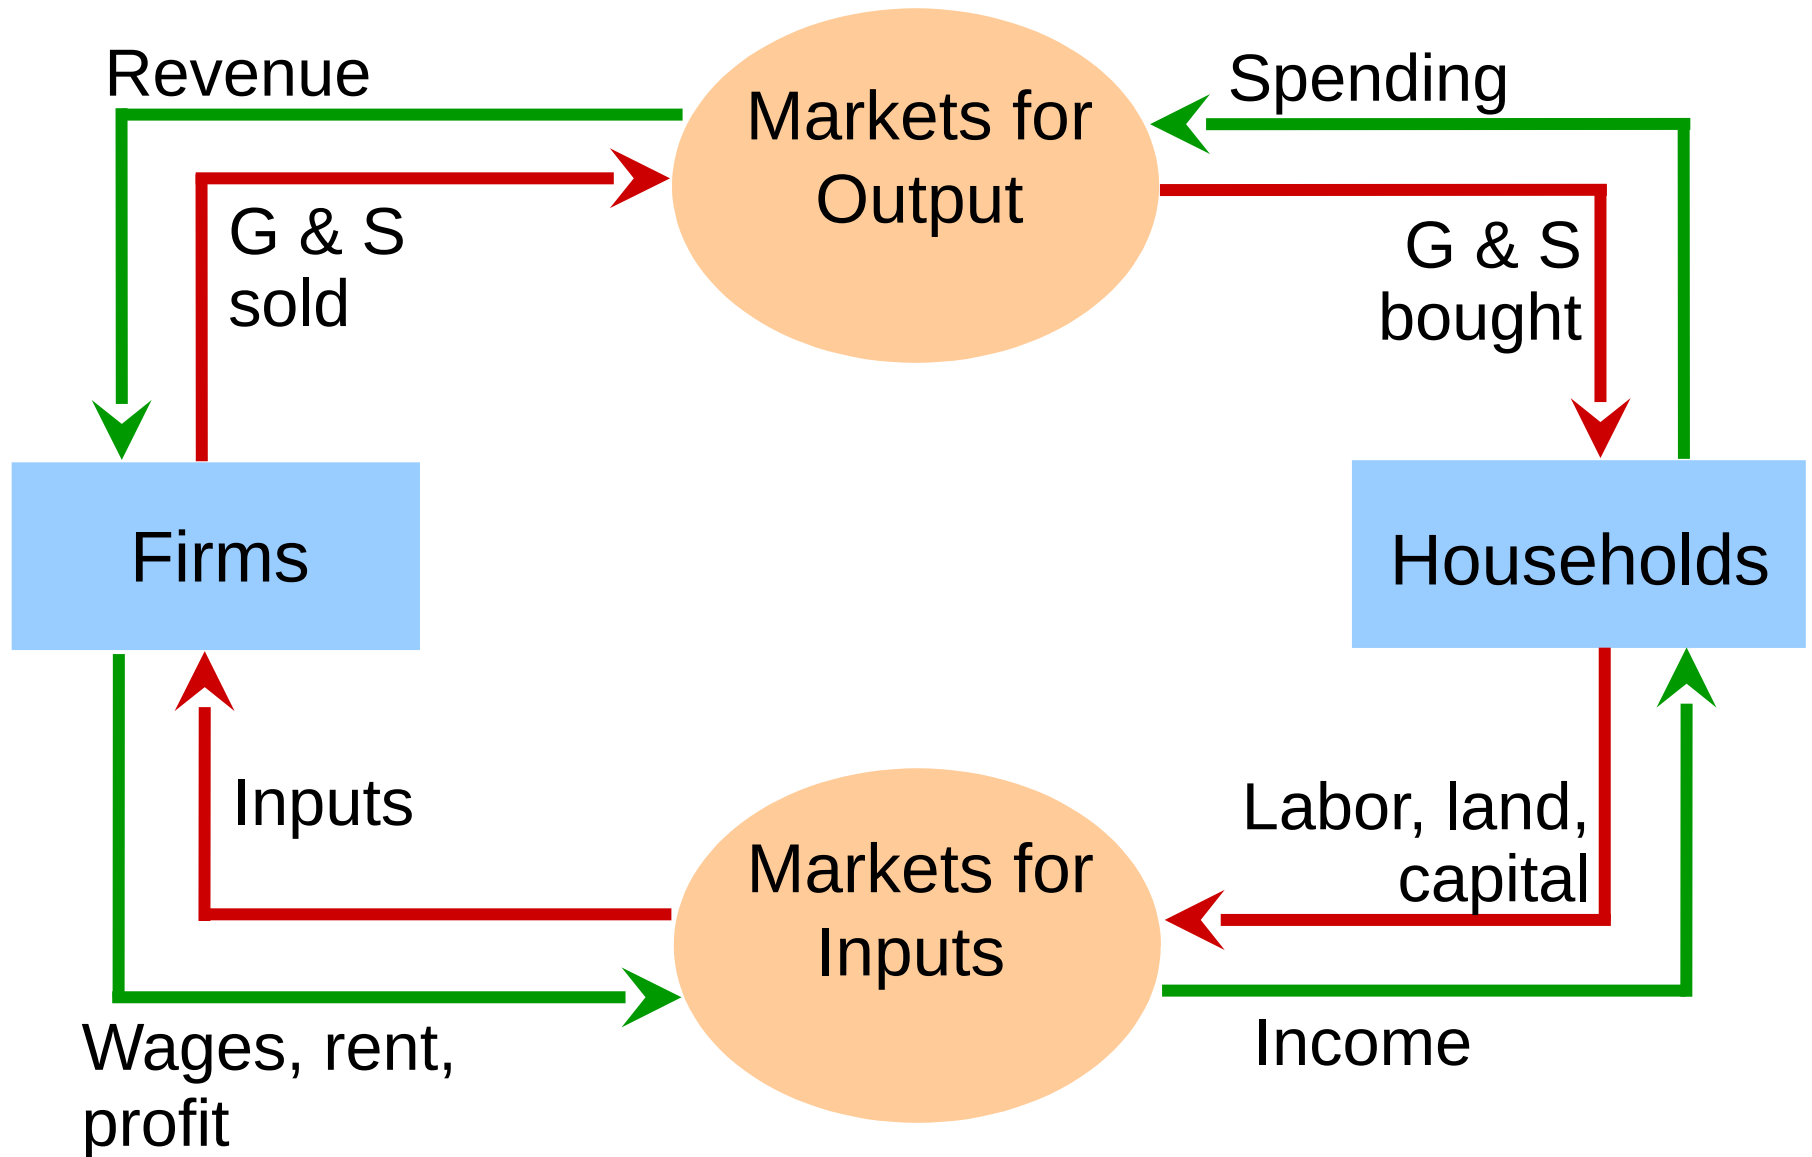 Revenue
Markets for
Output
Spending
G & S
sold
G & S
bought
Firms
Households
Inputs
Markets for
Inputs
Labor, land,
capital
Wages, rent,
profit
Income